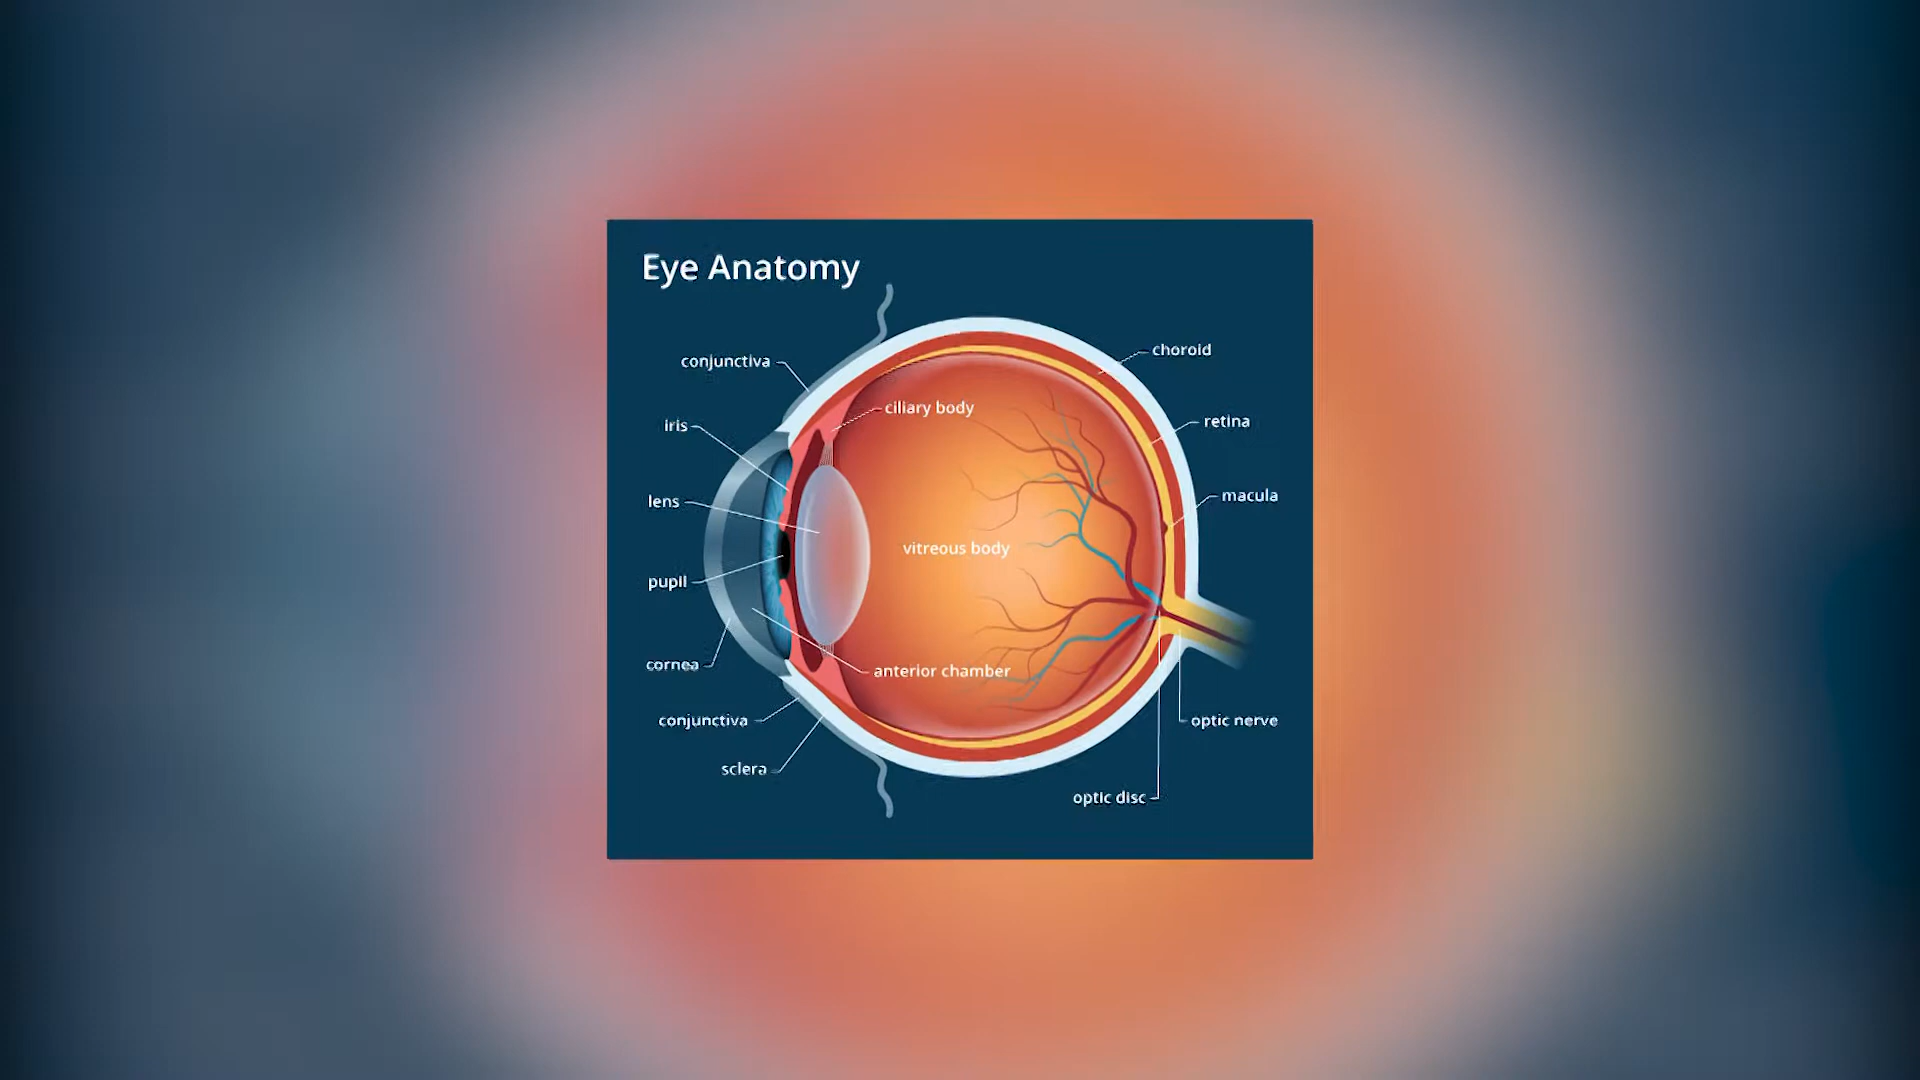 Eye Anatomy
conjunctiva
choroid
ciliary body
iris
retina
lens
macula
vitreous body
pupil
cornea
anterior chamber
conjunctiva
optic nerve
sclera
optic disc